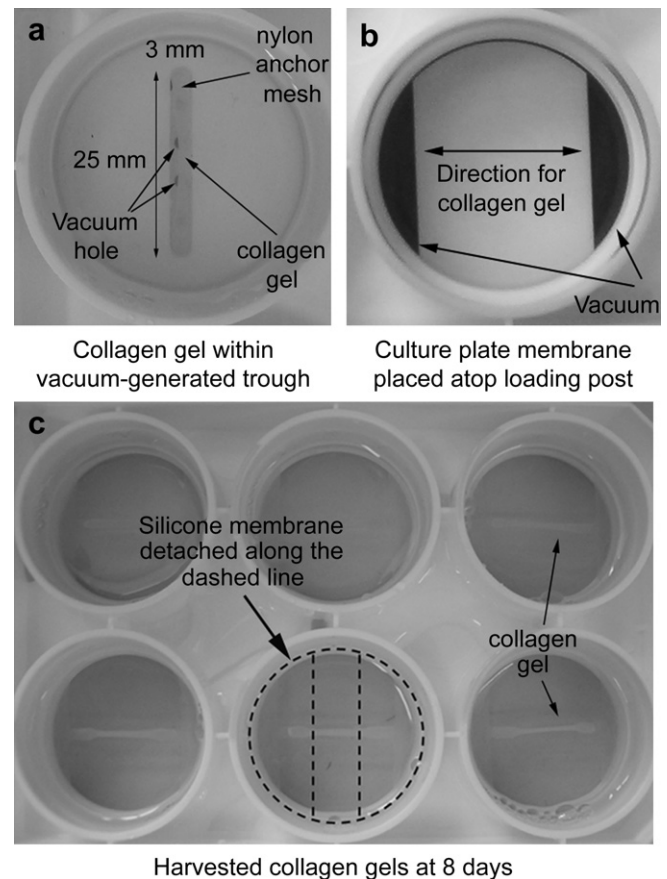 a
3 mm
nylon
anchor
mesh
25 mm
Vacuum
hole
collagen
gel
Collagen gel within
vacuum-generated trough
b
Direction for
collagen gel
Vacuum
Culture plate membrane
placed atop loading post
c
Silicone membrane
detached along the
dashed line
collagen
gel
Harvested collagen gels at 8 days